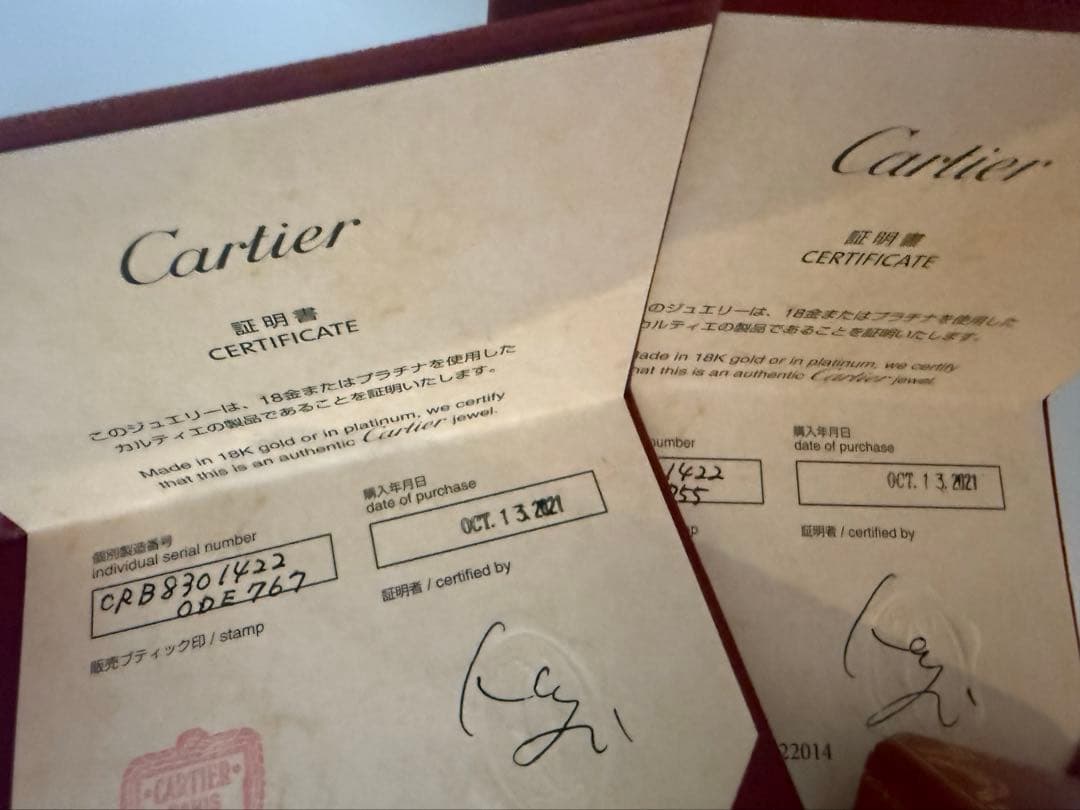 Cartier
証明書
CERTIFICATE
このジュエリーは、18金またはプラチナを使用した
カルティエの製品であることを証明いたします。
Made in 18K gold or in platinum, we certify
that this is an authentic Cartier jewel.
個別製造番号
individual serial number
CRB8301422
ODE767
購入年月日
date of purchase
OCT. 13. 2021
証明者 / certified by
販売ブティック印 / stamp
CARTIER
Cartier
証明書
CERTIFICATE
のジュエリーは、18金またはプラチナを使用した
カルティエの製品であることを証明いたします。
ade in 18K gold or in platinum, we certify
hat this is an authentic Cartier jewel.
number
1422
055
購入年月日
date of purchase
OCT. 13. 2021
証明者 / certified by
p
22014